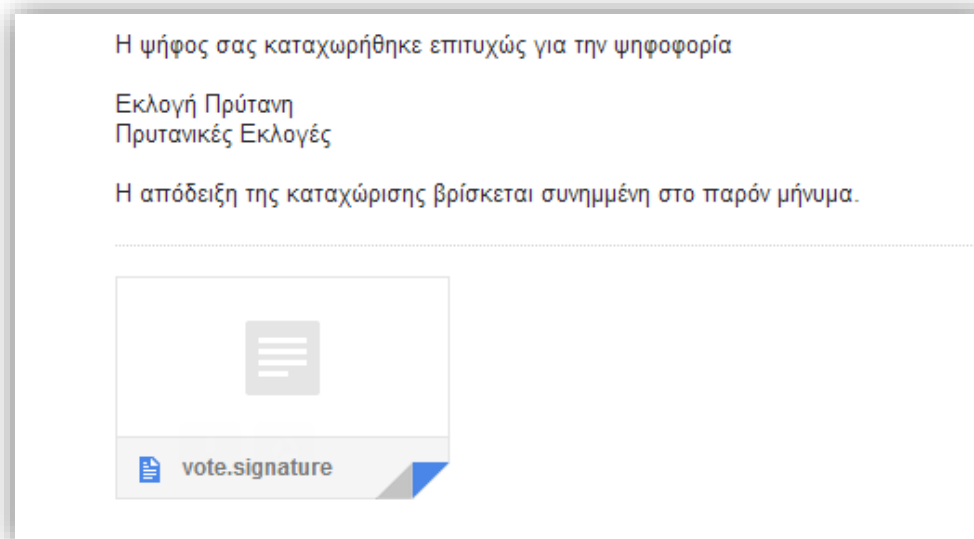 Η ψήφος σας καταχωρήθηκε επιτυχώς για την ψηφοφορία
Εκλογή Πρύτανη
Πρυτανικές Εκλογές
Η απόδειξη της καταχώρισης βρίσκεται συνημμένη στο παρόν μήνυμα.
vote.signature